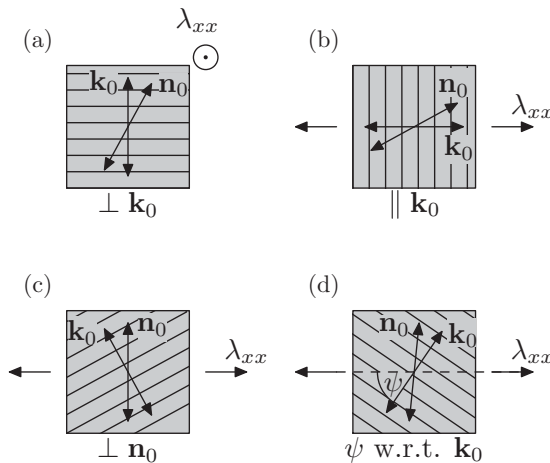 (a)
λxx
k0
n0
⊥ k0
(b)
n0
λxx
k0
∥ k0
(c)
k0
n0
λxx
⊥ n0
(d)
n0
k0
λxx
ψ
ψ w.r.t. k0